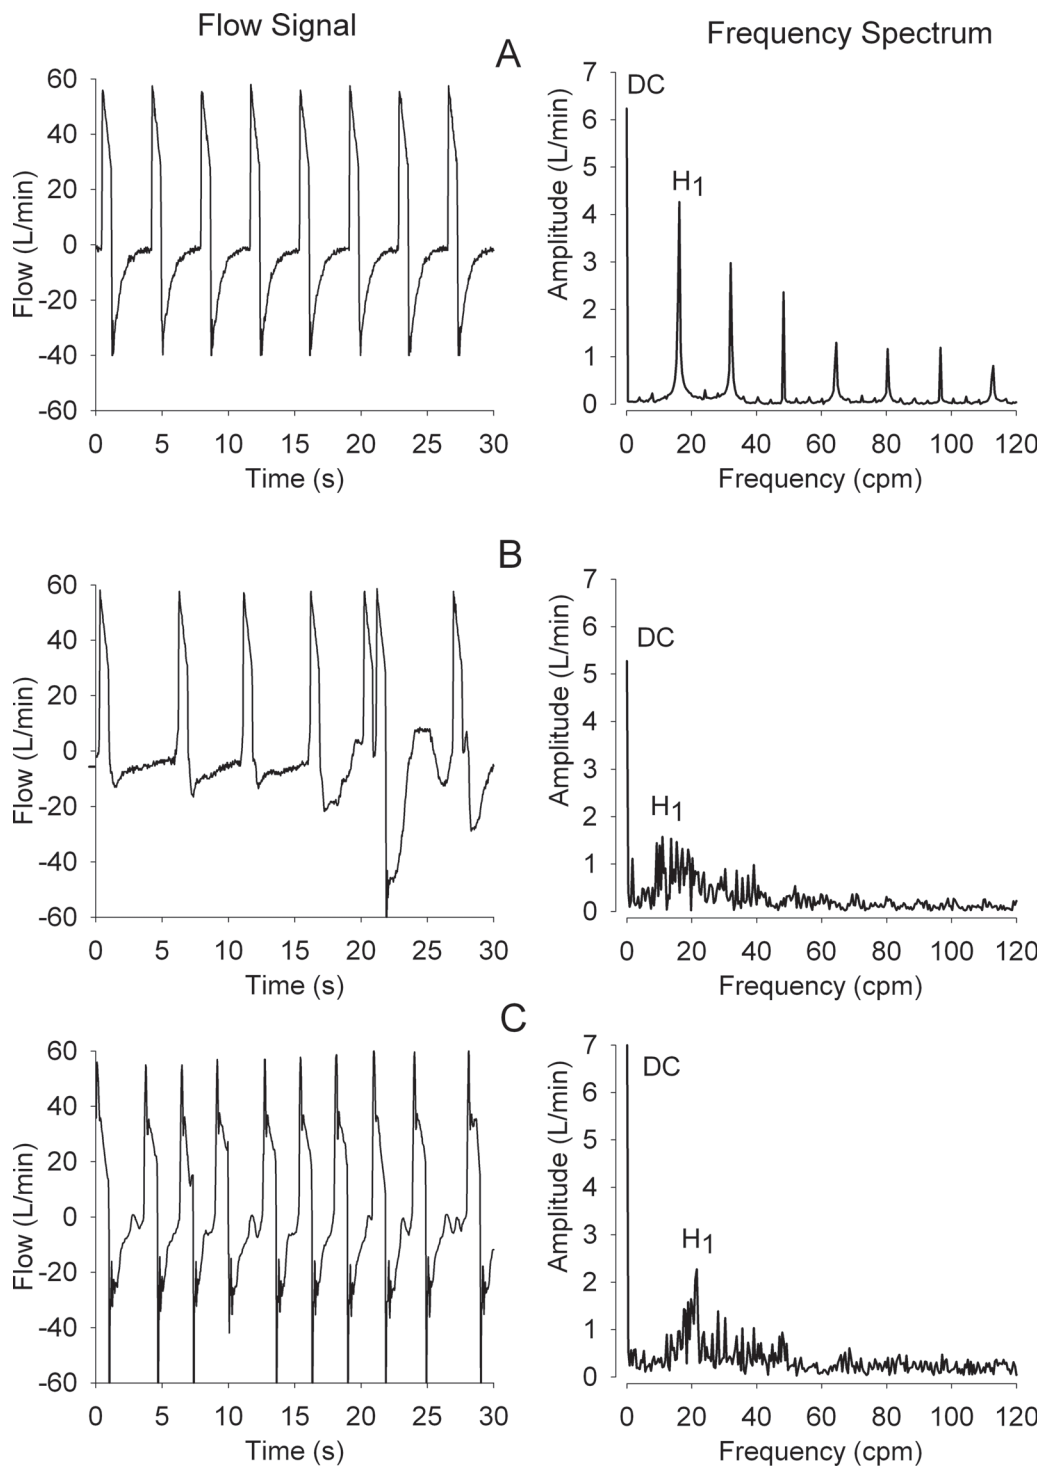 Flow Signal
Frequency Spectrum
A
60
40
20
0
-20
-40
-60
Flow (L/min)
0 5 10 15 20 25 30
Time (s)
7
6
5
4
3
2
1
0
Amplitude (L/min)
DC
H1
0 20 40 60 80 100 120
Frequency (cpm)
B
60
40
20
0
-20
-40
-60
Flow (L/min)
0 5 10 15 20 25 30
Time (s)
7
6
5
4
3
2
1
0
Amplitude (L/min)
DC
H1
0 20 40 60 80 100 120
Frequency (cpm)
C
60
40
20
0
-20
-40
-60
Flow (L/min)
0 5 10 15 20 25 30
Time (s)
7
6
5
4
3
2
1
0
Amplitude (L/min)
DC
H1
0 20 40 60 80 100 120
Frequency (cpm)